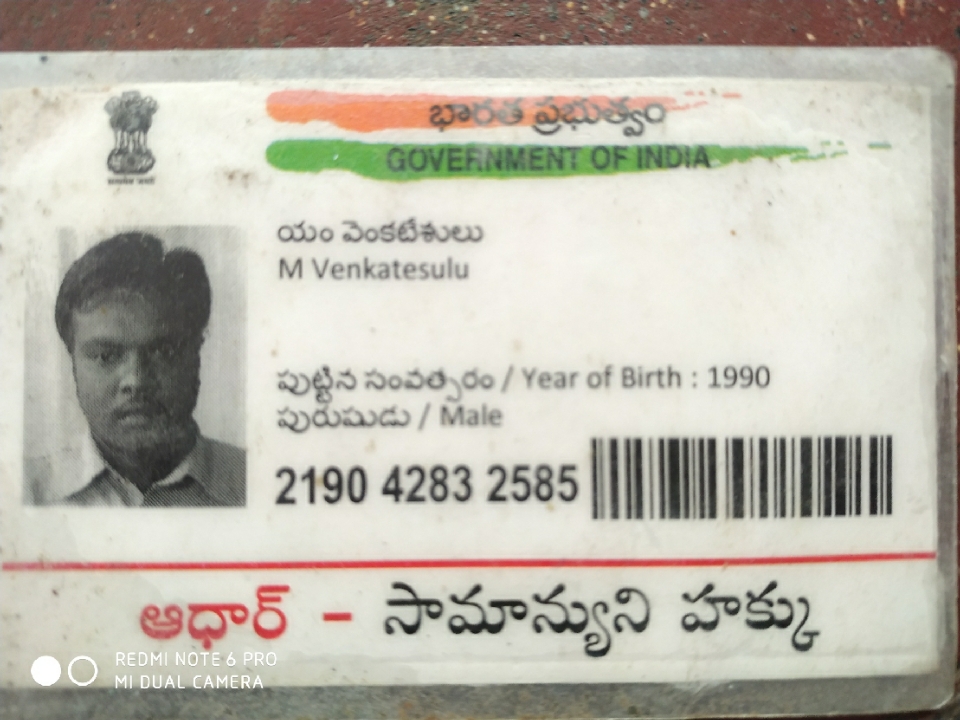 భారత ప్రభుత్వం
GOVERNMENT OF INDIA
యం వెంకటేశులు
M Venkatesulu
పుట్టిన సంవత్సరం / Year of Birth : 1990
పురుషుడు / Male
2190 4283 2585
ఆధార్ - సామాన్యుని హక్కు
REDMI NOTE 6 PRO
MI DUAL CAMERA